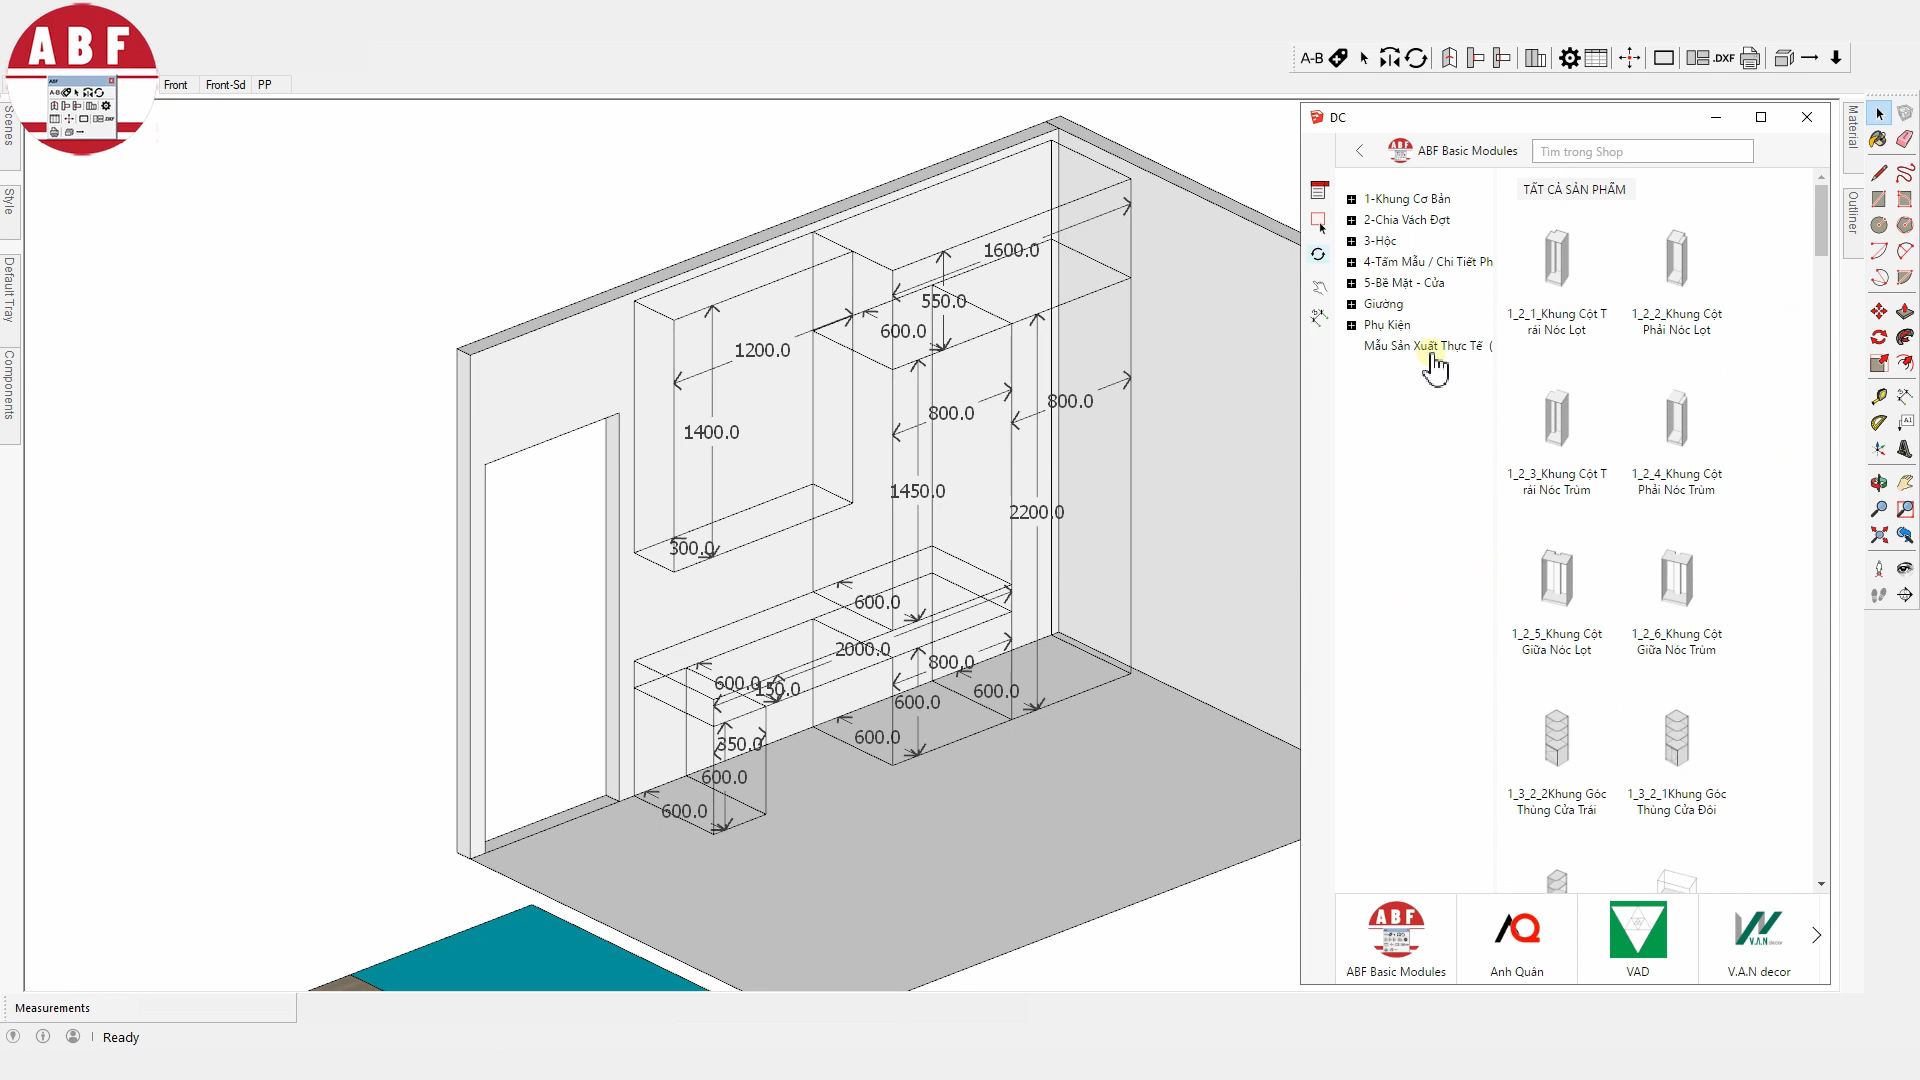 ABF
Front
Front-Sd
PP
A-B
DXF
Scenes
Style
Default Tray
Components
Material
Outliner
DC
ABF Basic Modules
Tìm trong Shop
1-Khung Cơ Bản
2-Chia Vách Đợt
3-Hộc
4-Tấm Mẫu / Chi Tiết Ph
5-Bề Mặt - Cửa
Giường
Phụ Kiện
Mẫu Sản Xuất Thực Tế (
TẤT CẢ SẢN PHẨM
1_2_1_Khung Cột T
rái Nóc Lọt
1_2_2_Khung Cột
Phải Nóc Lọt
1_2_3_Khung Cột T
rái Nóc Trùm
1_2_4_Khung Cột
Phải Nóc Trùm
1_2_5_Khung Cột
Giữa Nóc Lọt
1_2_6_Khung Cột
Giữa Nóc Trùm
1_3_2_2Khung Góc
Thùng Cửa Trái
1_3_2_1Khung Góc
Thùng Cửa Đôi
ABF
ABF Basic Modules
Anh Quân
VAD
V.A.N decor
V.A.N decor
1600.0
550.0
600.0
1200.0
800.0
800.0
1400.0
1450.0
2200.0
300.0
600.0
2000.0
800.0
600.0
150.0
600.0
600.0
350.0
600.0
600.0
600.0
Measurements
Ready